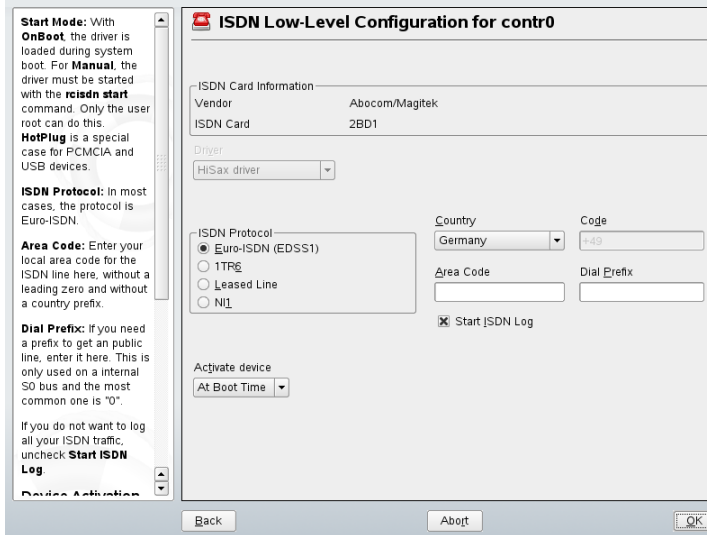 Start Mode: With
OnBoot, the driver is
loaded during system
boot. For Manual, the
driver must be started
with the rcisdn start
command. Only the user
root can do this.
HotPlug is a special
case for PCMCIA and
USB devices.
ISDN Protocol: In most
cases, the protocol is
Euro-ISDN.
Area Code: Enter your
local area code for the
ISDN line here, without a
leading zero and without
a country prefix.
Dial Prefix: If you need
a prefix to get an public
line, enter it here. This is
only used on a internal
S0 bus and the most
common one is "0".
If you do not want to log
all your ISDN traffic,
uncheck Start ISDN
Log.
Device Activation
ISDN Low-Level Configuration for contr0
ISDN Card Information
Vendor Abocom/Magitek
ISDN Card 2BD1
Driver
HiSax driver
ISDN Protocol
Euro-ISDN (EDSS1)
1TR6
Leased Line
NI1
Country Code
Germany +49
Area Code Dial Prefix
Start ISDN Log
Activate device
At Boot Time
Back Abort OK